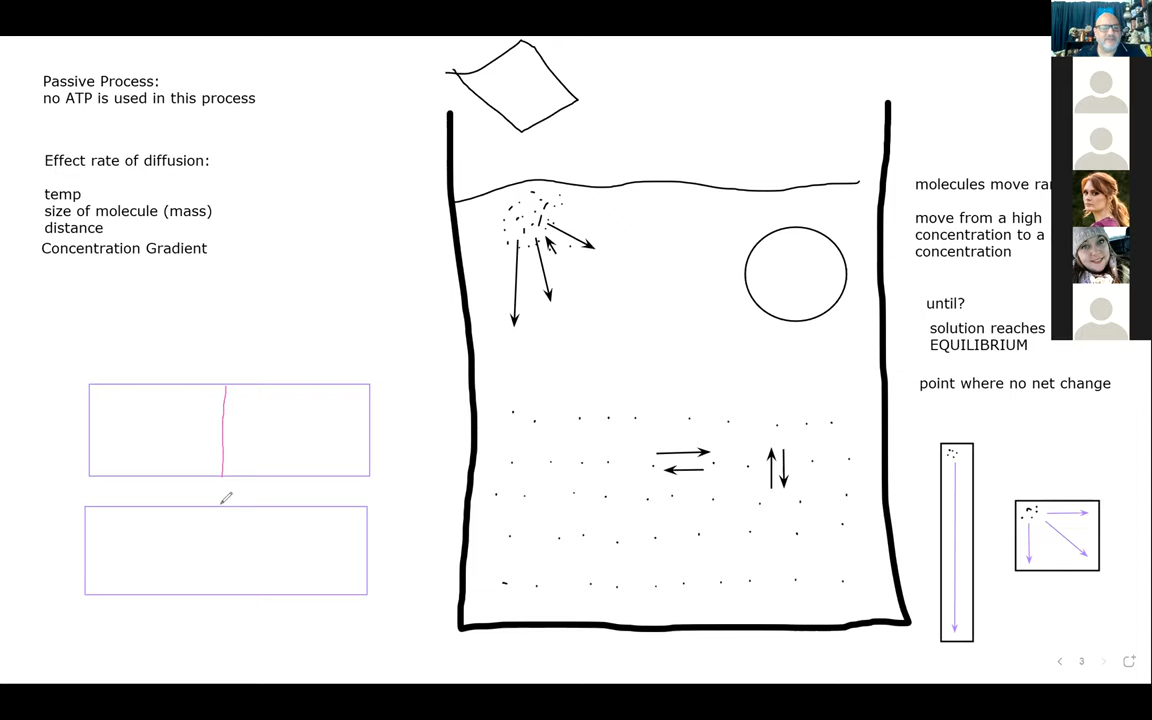 Passive Process:
no ATP is used in this process
Effect rate of diffusion:
temp
size of molecule (mass)
distance
Concentration Gradient
molecules move
move from a high
concentration to a
concentration
until?
solution reaches
EQUILIBRIUM
point where no net change
3